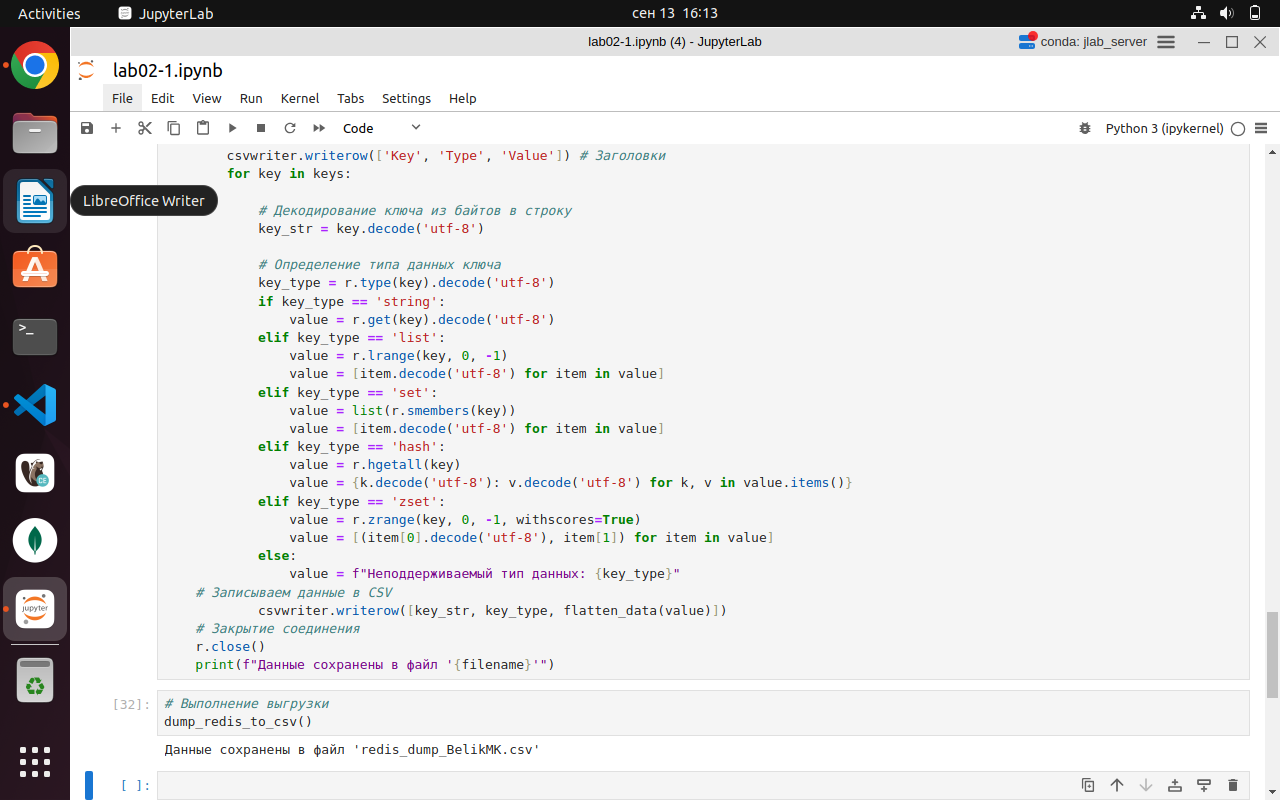 Activities JupyterLab сен 13 16:13
lab02-1.ipynb (4) - JupyterLab conda: jlab_server
lab02-1.ipynb
File Edit View Run Kernel Tabs Settings Help
Code Python 3 (ipykernel)
csvwriter.writerow(['Key', 'Type', 'Value']) # Заголовки
for key in keys:
LibreOffice Writer
# Декодирование ключа из байтов в строку
key_str = key.decode('utf-8')
# Определение типа данных ключа
key_type = r.type(key).decode('utf-8')
if key_type == 'string':
value = r.get(key).decode('utf-8')
elif key_type == 'list':
value = r.lrange(key, 0, -1)
value = [item.decode('utf-8') for item in value]
elif key_type == 'set':
value = list(r.smembers(key))
value = [item.decode('utf-8') for item in value]
elif key_type == 'hash':
value = r.hgetall(key)
value = {k.decode('utf-8'): v.decode('utf-8') for k, v in value.items()}
elif key_type == 'zset':
value = r.zrange(key, 0, -1, withscores=True)
value = [(item[0].decode('utf-8'), item[1]) for item in value]
else:
value = f"Неподдерживаемый тип данных: {key_type}"
# Записываем данные в CSV
csvwriter.writerow([key_str, key_type, flatten_data(value)])
# Закрытие соединения
r.close()
print(f"Данные сохранены в файл '{filename}'")
[32]: # Выполнение выгрузки
dump_redis_to_csv()
Данные сохранены в файл 'redis_dump_BelikMK.csv'
[ ]:
>_
CE
jupyter